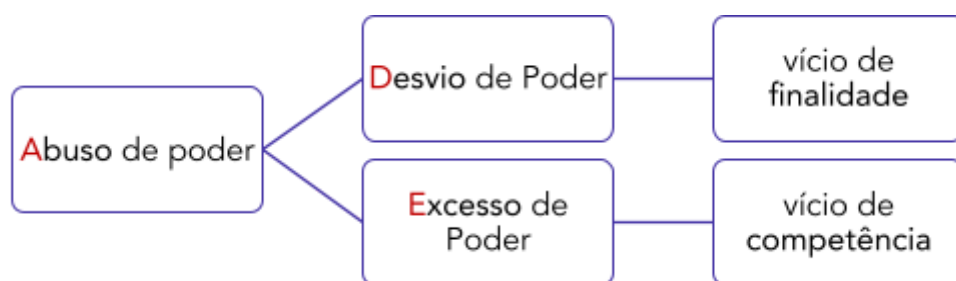 Abuso de poder
Desvio de Poder
vício de
finalidade
Excesso de
Poder
vício de
competência